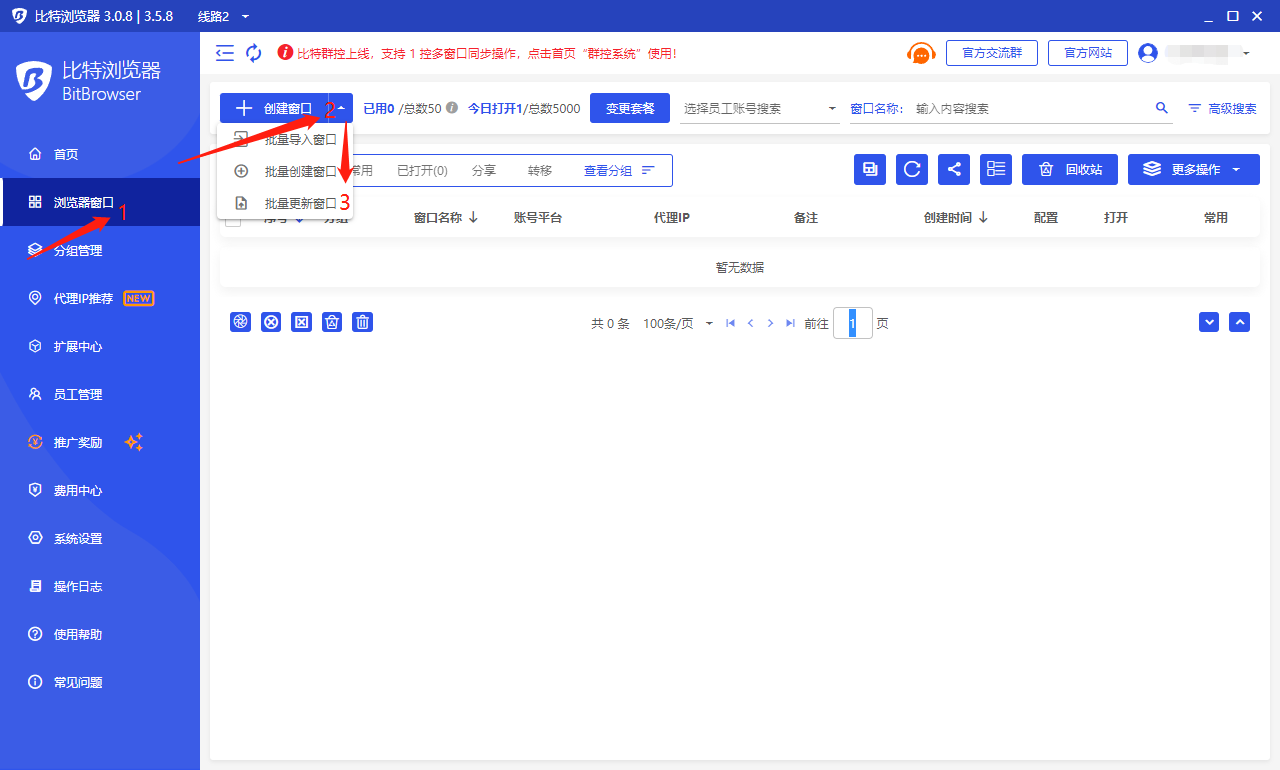 比特浏览器 3.0.8 | 3.5.8 线路2
比特浏览器
BitBrowser
首页
浏览器窗口 1
分组管理
代理IP推荐 NEW
扩展中心
员工管理
推广奖励
费用中心
系统设置
操作日志
使用帮助
常见问题
比特群控上线，支持 1 控多窗口同步操作，点击首页“群控系统”使用！
官方交流群 官方网站
创建窗口 2 已用0 /总数50 今日打开1/总数5000 变更套餐 选择员工账号搜索 窗口名称: 输入内容搜索 高级搜索
批量导入窗口
批量创建窗口
批量更新窗口 3
常用 已打开(0) 分享 转移 查看分组 回收站 更多操作
序号 分组 窗口名称 账号平台 代理IP 备注 创建时间 配置 打开 常用
暂无数据
共 0 条 100条/页 前往 1 页